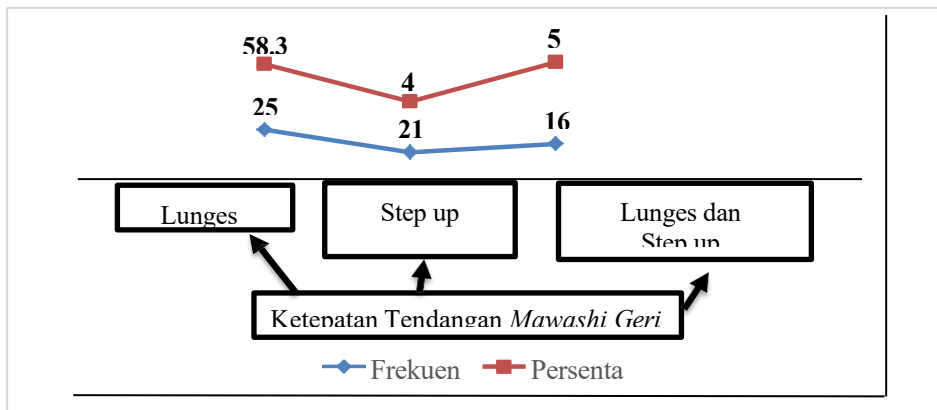 58.3
5
4
25
21
16
Lunges
Step up
Lunges dan
Step up
Ketepatan Tendangan Mawashi Geri
Frekuen
Persenta